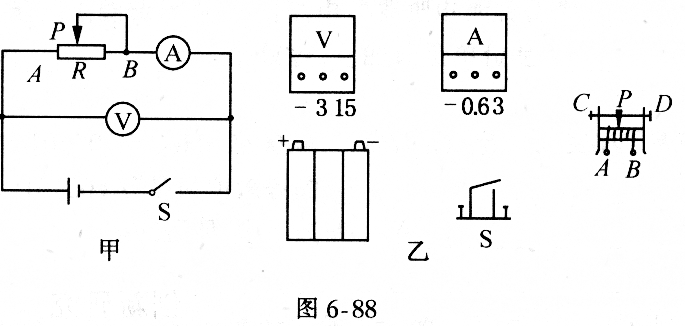 P
A R B A
V
S
甲
V
− 3 15
A
− 0.6 3
+ −
S
C P D
A B
乙
图 6-88